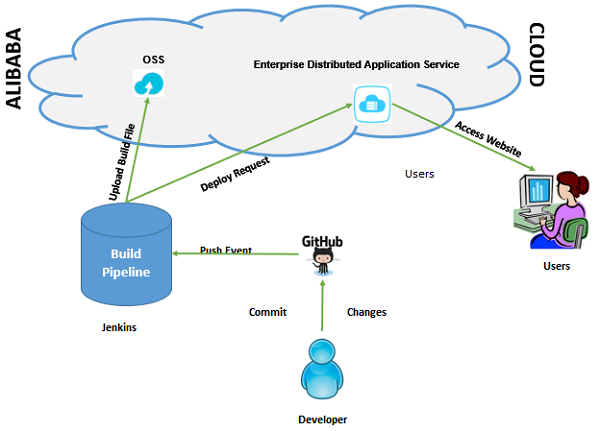 ALIBABA
CLOUD
OSS
Enterprise Distributed Application Service
Upload Build File
Deploy Request
Access Website
Users
Build
Pipeline
Push Event
GitHub
Users
Jenkins
Commit
Changes
Developer